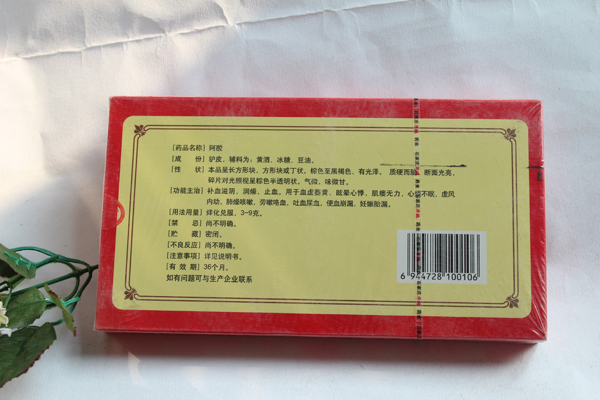 [药品名称] 阿胶
[成　份] 驴皶、辅料为：黄酒、冰糖、豆油。
[性　状] 本品呈长方形块、方形块或丁状。棕色至黑褐色，有光泽。质硬而脆，断面光亮，
碎片对光照视呈棕色半透明状。气微，味微甘。
[功能主治] 补血滋阴，润燥，止血。用于血虚萎黄，眩晕心悸，肌痿无力，心烦不眠，虚风
内动，肺燥咳嗽，劳嗽咯血，吐血尿血，便血崩漏，妊娠胎漏。
[用法用量] 烊化兑服，3~9克。
[禁　忌] 尚不明确。
[贮　藏] 密闭。
[不良反应] 尚不明确。
[注意事项] 详见说明书。
[有 效 期] 36个月。
如有问题可与生产企业联系
6 944728 100106